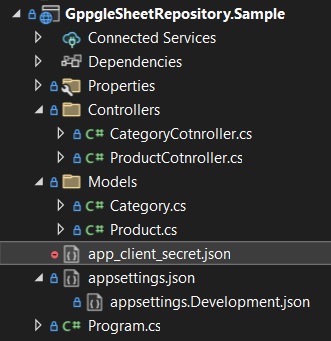 GppgleSheetRepository.Sample
Connected Services
Dependencies
Properties
Controllers
C# CategoryCotnroller.cs
C# ProductCotnroller.cs
Models
C# Category.cs
C# Product.cs
app_client_secret.json
appsettings.json
appsettings.Development.json
C# Program.cs